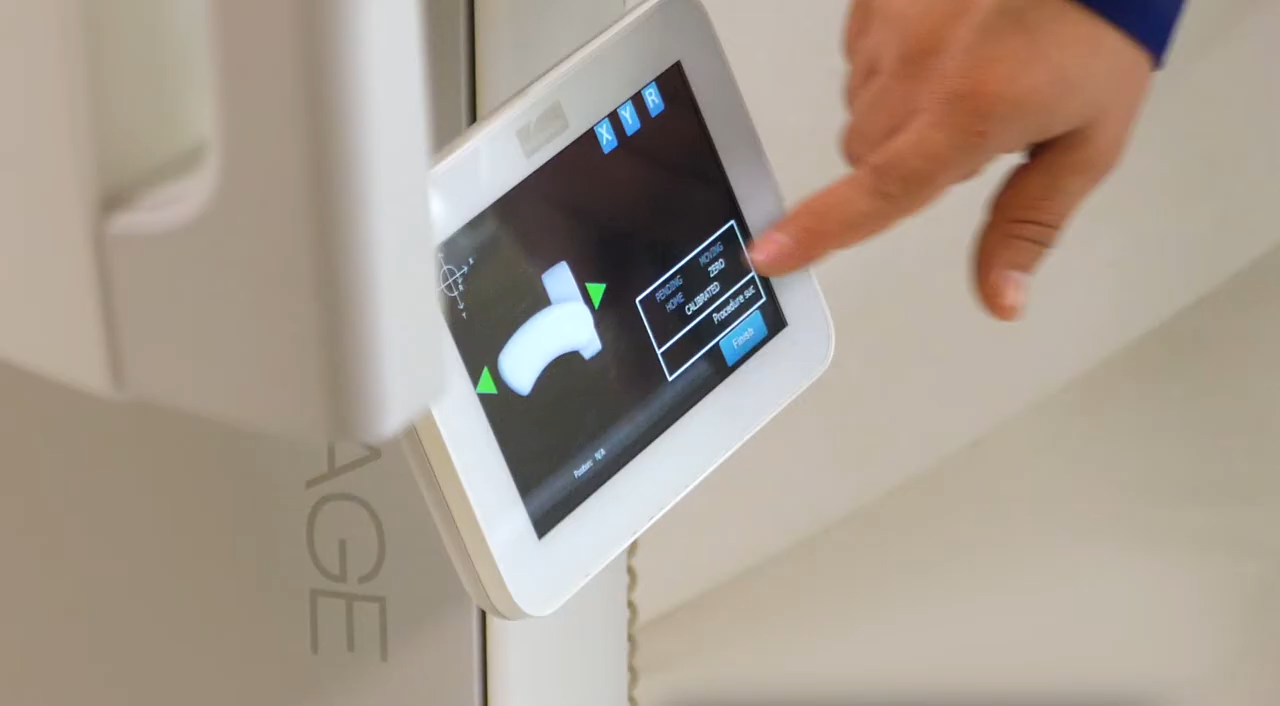 X Y R
PENDING MOVING
HOME ZERO
CALIBRATED
Procedure suc
Finish
Position: N/A
X
Y
AGE